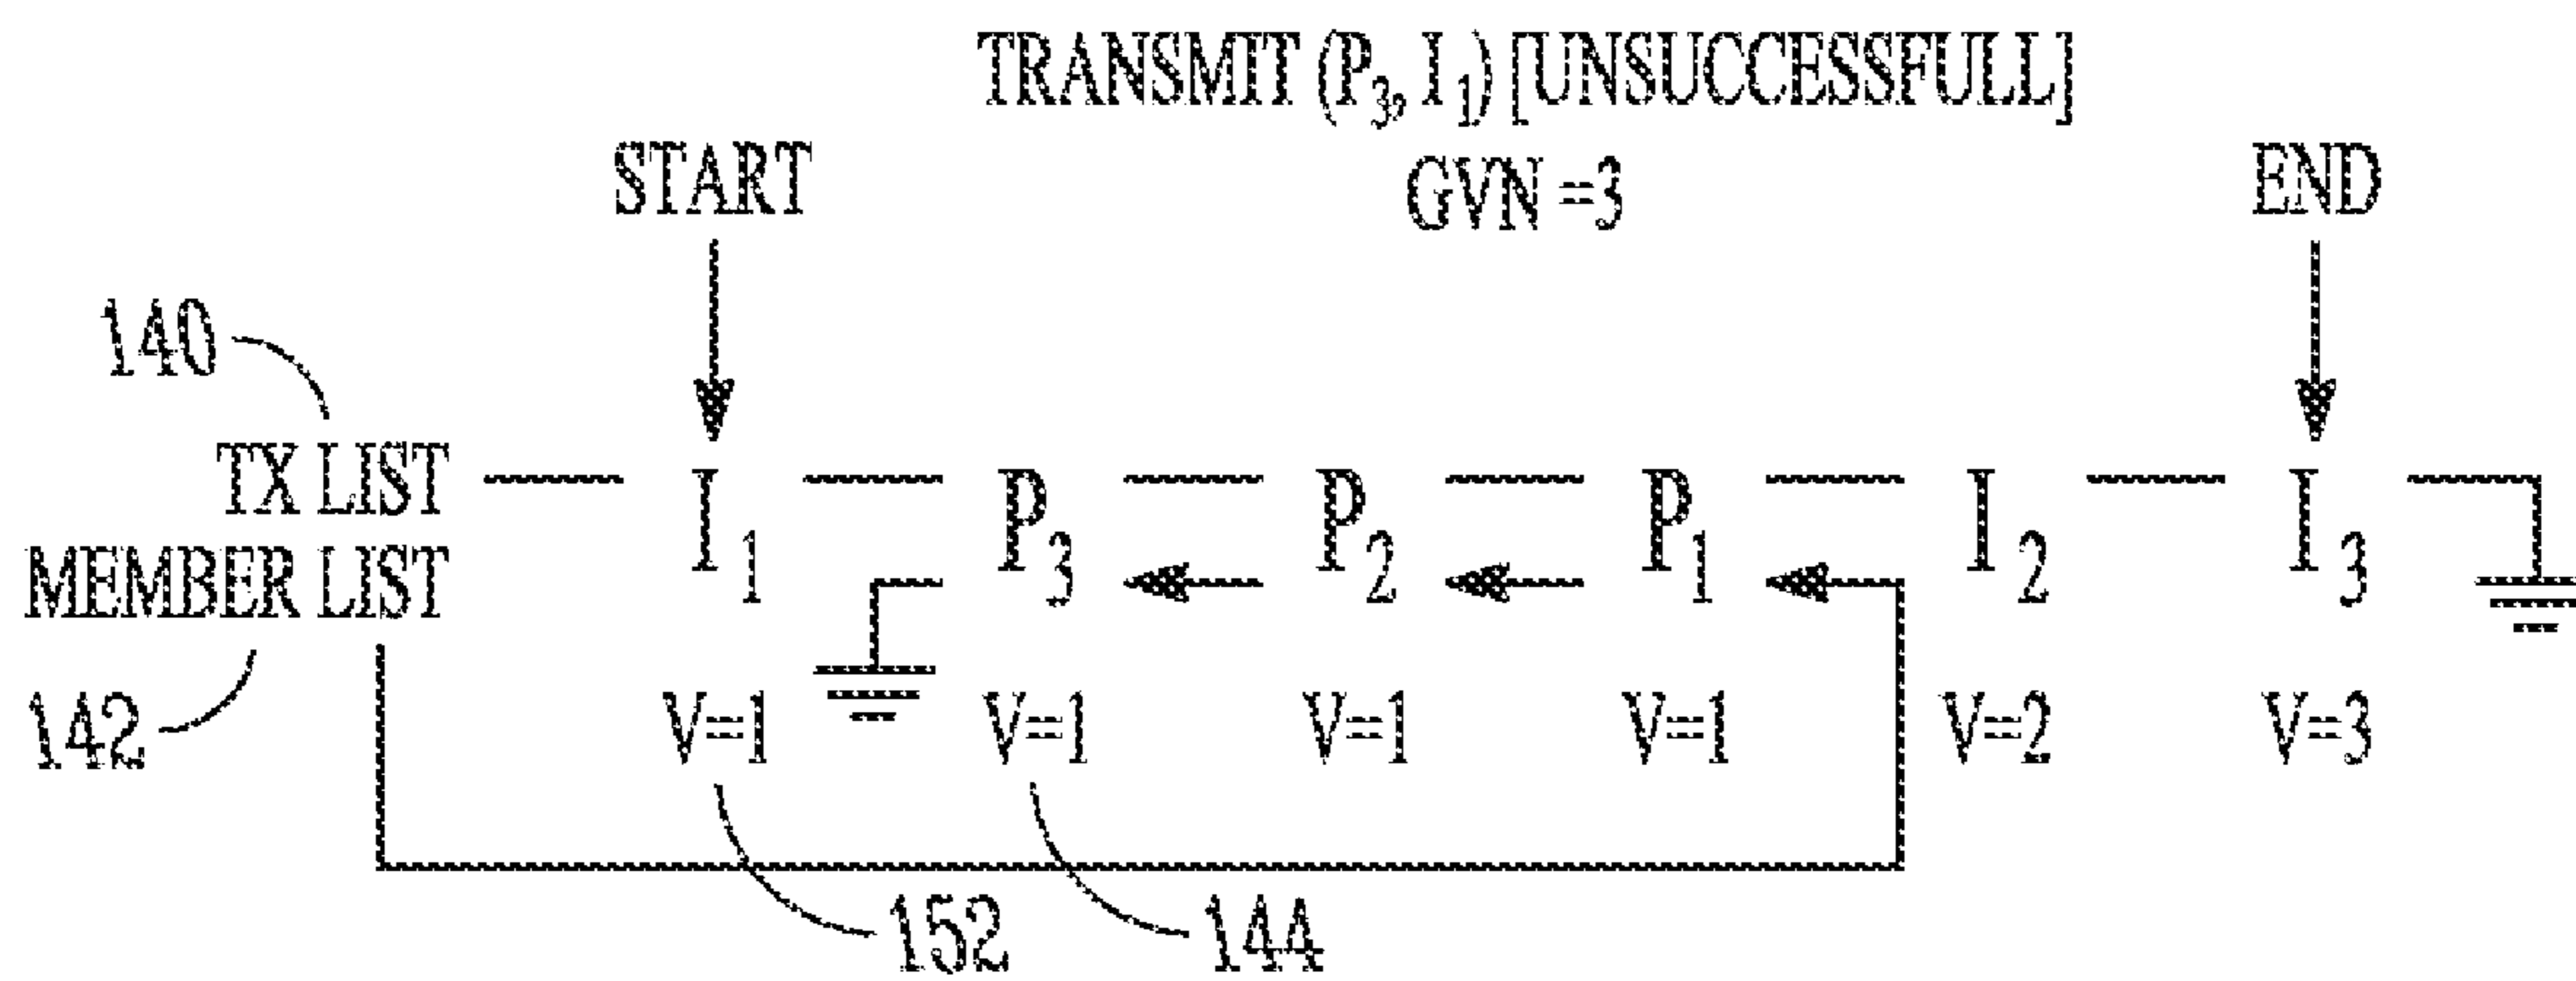 TRANSMIT (P3, I1) [UNSUCCESSFULL]
START GVN =3 END
140
TX LIST I1 P3 P2 P1 I2 I3
MEMBER LIST
142 V=1 V=1 V=1 V=1 V=2 V=3
152 144